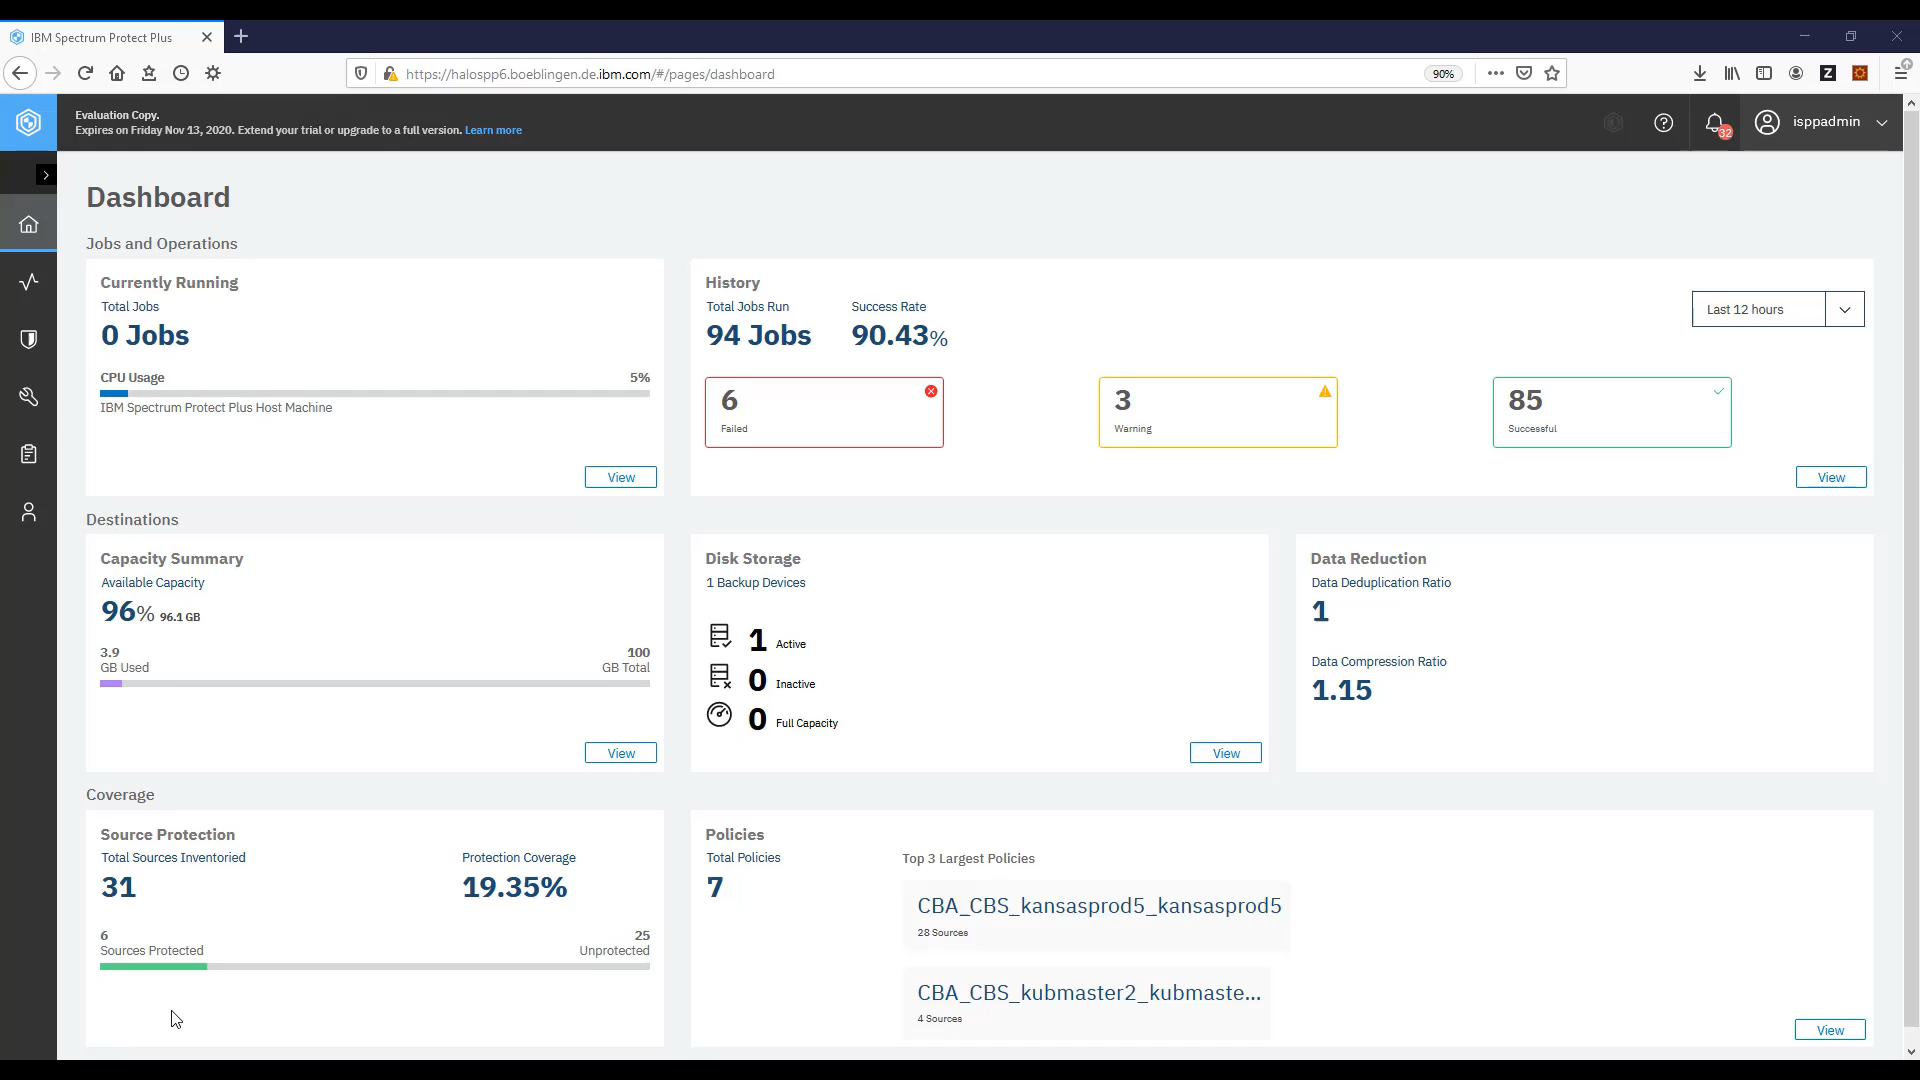 IBM Spectrum Protect Plus
https://halospp6.boeblingen.de.ibm.com/#/pages/dashboard
90%
Z
Evaluation Copy.
Expires on Friday Nov 13, 2020. Extend your trial or upgrade to a full version. Learn more
32
isppadmin
Dashboard
Jobs and Operations
Currently Running
Total Jobs
0 Jobs
CPU Usage
5%
IBM Spectrum Protect Plus Host Machine
View
History
Total Jobs Run
94 Jobs
Success Rate
90.43%
Last 12 hours
6
Failed
3
Warning
85
Successful
View
Destinations
Capacity Summary
Available Capacity
96% 96.1 GB
3.9
GB Used
100
GB Total
View
Disk Storage
1 Backup Devices
1 Active
0 Inactive
0 Full Capacity
View
Data Reduction
Data Deduplication Ratio
1
Data Compression Ratio
1.15
Coverage
Source Protection
Total Sources Inventoried
31
Protection Coverage
19.35%
6
Sources Protected
25
Unprotected
Policies
Total Policies
7
Top 3 Largest Policies
CBA_CBS_kansasprod5_kansasprod5
28 Sources
CBA_CBS_kubmaster2_kubmaste...
4 Sources
View